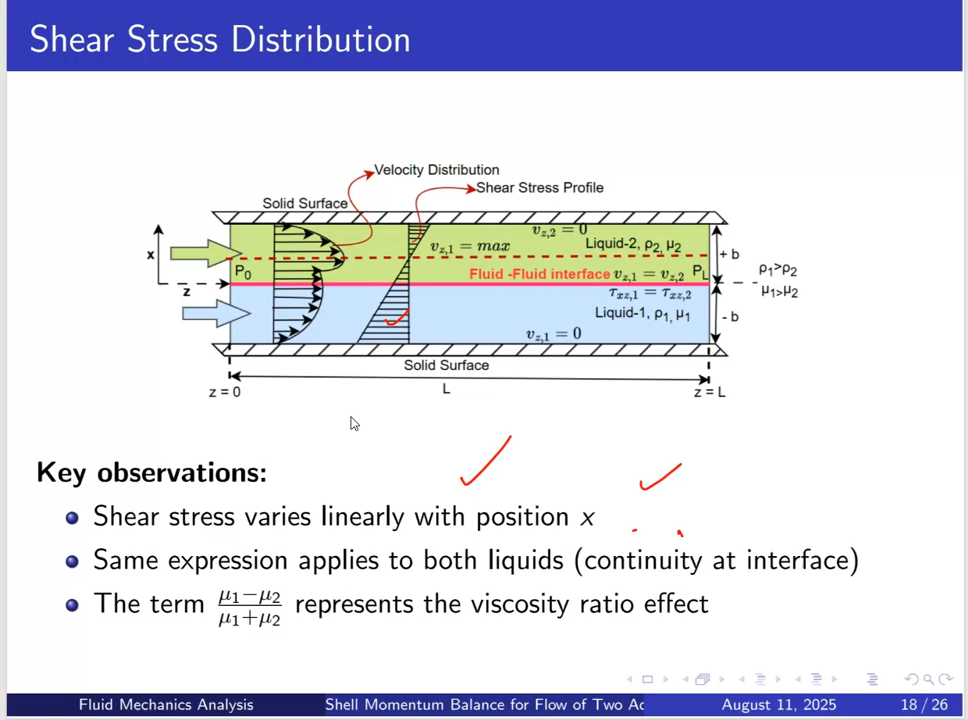 Shear Stress Distribution
Velocity Distribution
Shear Stress Profile
Solid Surface
v_{z,2} = 0
x
v_{z,1} = max
Liquid-2, ρ₂, μ₂
+ b
P₀
Fluid -Fluid interface v_{z,1} = v_{z,2} P_L
ρ₁>ρ₂
z
τ_{xz,1} = τ_{xz,2}
μ₁>μ₂
Liquid-1, ρ₁, μ₁
- b
v_{z,1} = 0
Solid Surface
z = 0
L
z = L
Key observations:
Shear stress varies linearly with position x
Same expression applies to both liquids (continuity at interface)
The term \frac{μ₁−μ₂}{μ₁+μ₂} represents the viscosity ratio effect
Fluid Mechanics Analysis Shell Momentum Balance for Flow of Two Ad August 11, 2025 18 / 26